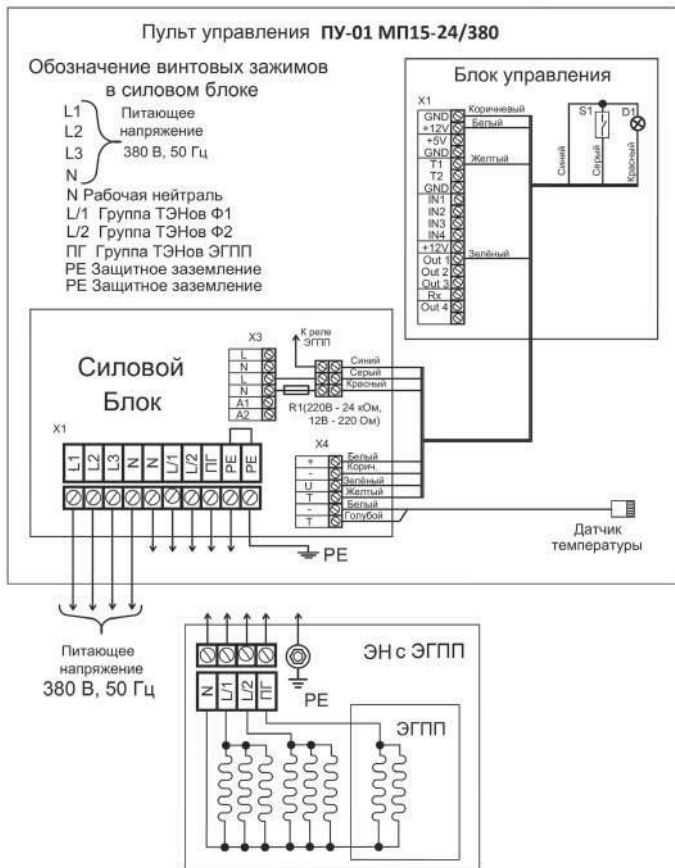 Пульт управления ПУ-01 МП15-24/380
Обозначение винтовых зажимов
в силовом блоке
L1
L2
L3
N
Питающее
напряжение
380 В, 50 Гц
N Рабочая нейтраль
L/1 Группа ТЭНов Ф1
L/2 Группа ТЭНов Ф2
ПГ Группа ТЭНов ЭГПП
PE Защитное заземление
PE Защитное заземление
Блок управления
X1
GND
+12V
+5V
GND
T1
T2
GND
IN1
IN2
IN3
IN4
+12V
Out 1
Out 2
Out 3
Rx
Out 4
Коричневый
Белый
Желтый
Зелёный
S1
D1
Синий
Серый
Красный
Силовой
Блок
X3
L
N
L
N
A1
A2
К реле
ЭГПП
Синий
Серый
Красный
R1(220В - 24 кОм,
12В - 220 Ом)
X4
+
-
U
T
-
T
Белый
Корич.
Зелёный
Желтый
Белый
Голубой
Датчик
температуры
X1
L1
L2
L3
N
N
L/1
L/2
ПГ
PE
PE
PE
Питающее
напряжение
380 В, 50 Гц
ЭН с ЭГПП
N
L/1
L/2
ПГ
PE
ЭГПП